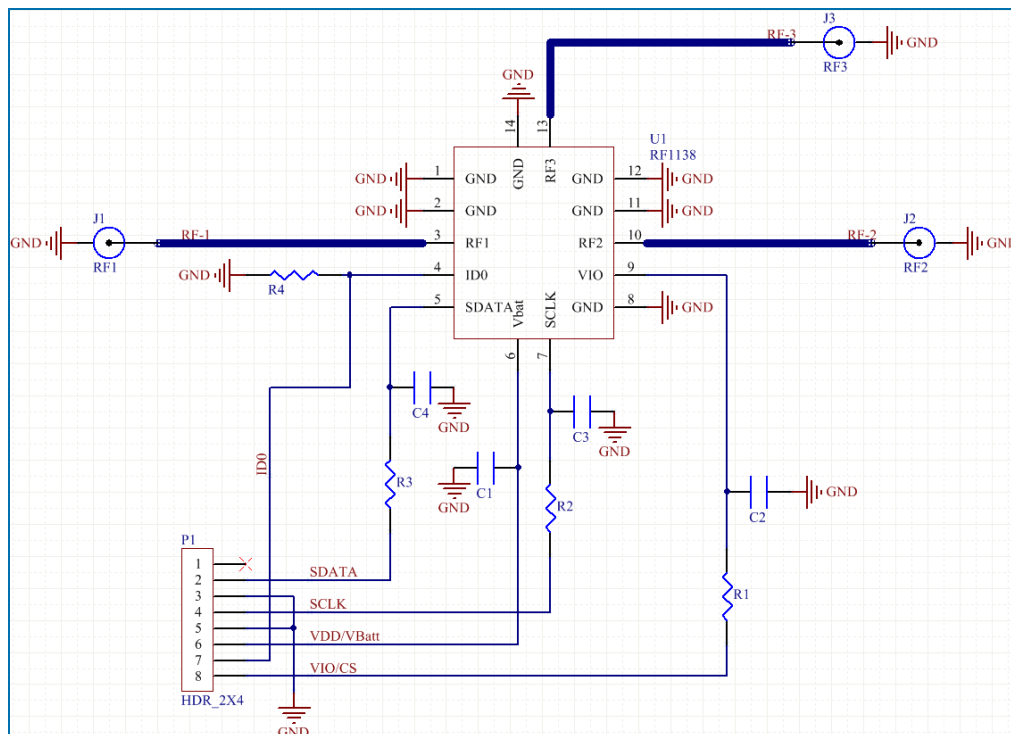 J3
RF-3
GND
RF3
GND
14
13
U1
RF1138
GND
RF3
GND
1
GND
GND
12
GND
GND
2
GND
GND
11
GND
J1
RF-1
3
RF1
RF2
10
RF-2
J2
GND
RF1
GND
RF2
GND
R4
4
ID0
VIO
9
5
SDATA
Vbat
SCLK
GND
8
GND
6
7
C4
GND
C3
GND
ID0
R3
C1
GND
R2
C2
GND
P1
1
2
SDATA
3
4
SCLK
R1
5
6
VDD/VBatt
7
8
VIO/CS
HDR_2X4
GND